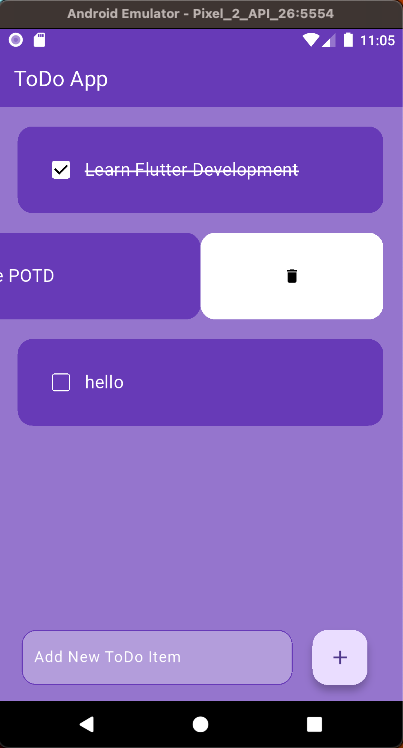 Android Emulator - Pixel_2_API_26:5554
11:05
ToDo App
Learn Flutter Development
e POTD
hello
Add New ToDo Item